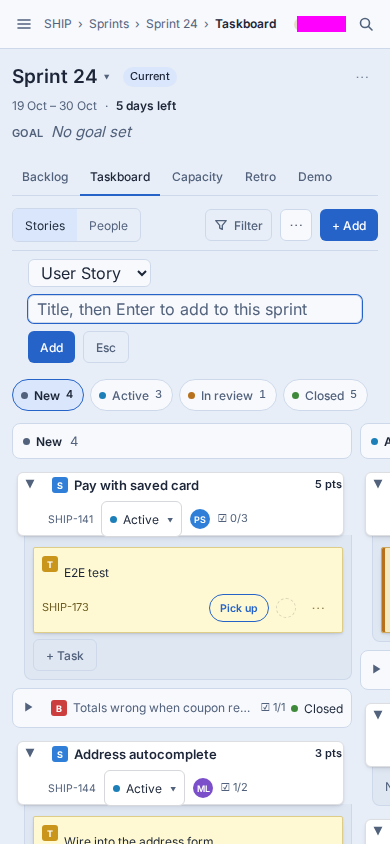 SHIP › Sprints › Sprint 24 › Taskboard
Sprint 24 ▾ Current ···
19 Oct – 30 Oct · 5 days left
GOAL No goal set
Backlog Taskboard Capacity Retro Demo
Stories People Filter ··· + Add
User Story
Title, then Enter to add to this sprint
Add Esc
New 4 Active 3 In review 1 Closed 5
New 4
▼ S Pay with saved card 5 pts
SHIP-141 Active ▾ PS ☑ 0/3
T E2E test
SHIP-173 Pick up ···
+ Task
▶ B Totals wrong when coupon re... ☑ 1/1 Closed
▼ S Address autocomplete 3 pts
SHIP-144 Active ▾ ML ☑ 1/2
T Wire into the address form